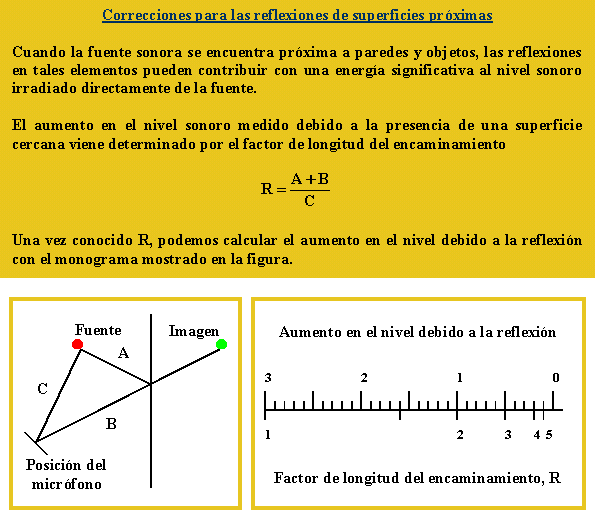 Correcciones para las reflexiones de superficies próximas
Cuando la fuente sonora se encuentra próxima a paredes y objetos, las reflexiones
en tales elementos pueden contribuir con una energía significativa al nivel sonoro
irradiado directamente de la fuente.
El aumento en el nivel sonoro medido debido a la presencia de una superficie
cercana viene determinado por el factor de longitud del encaminamiento
R = (A + B) / C
Una vez conocido R, podemos calcular el aumento en el nivel debido a la reflexión
con el monograma mostrado en la figura.
Fuente
Imagen
A
C
B
Posición del
micrófono
Aumento en el nivel debido a la reflexión
3 2 1 0
1 2 3 4 5
Factor de longitud del encaminamiento, R